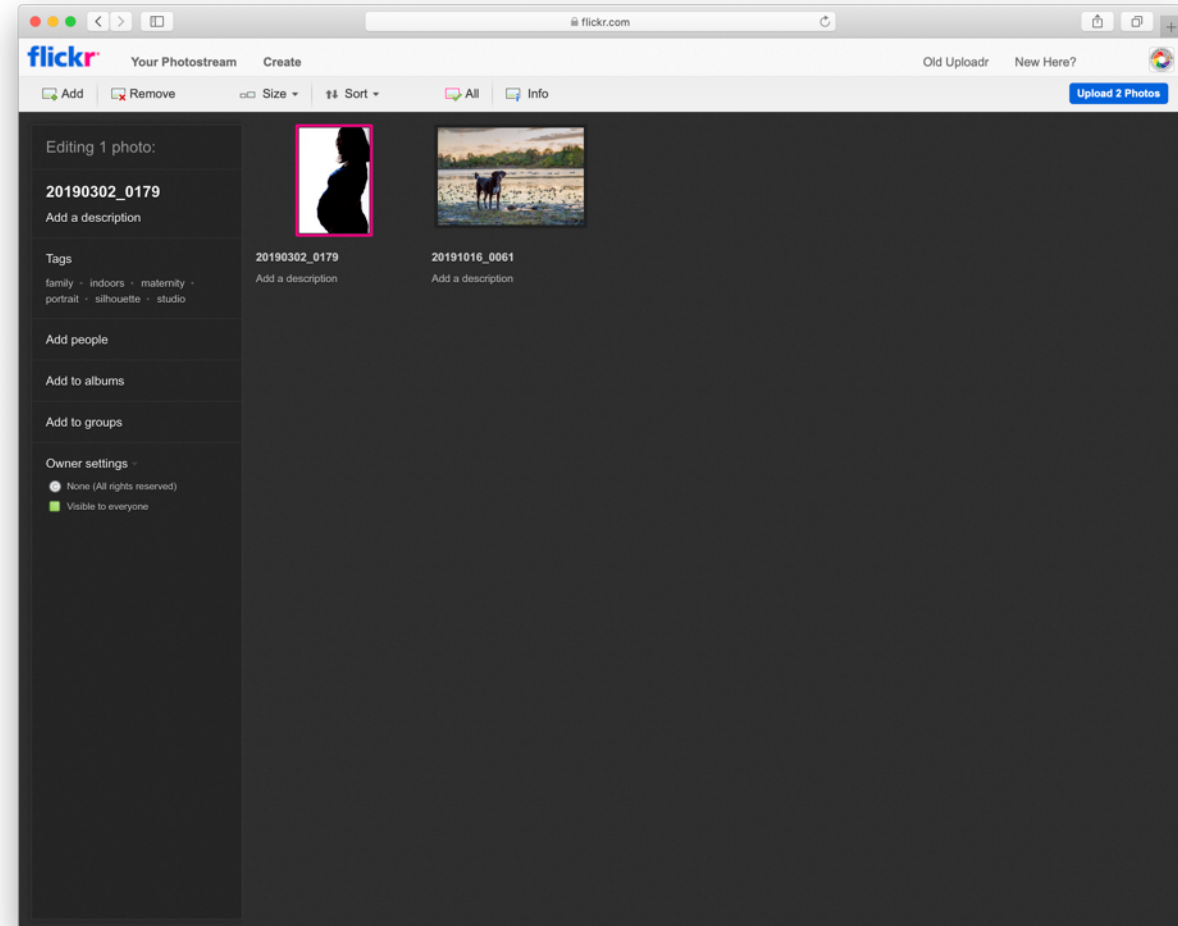 flickr.com
flickr
Your Photostream Create Old Uploadr New Here?
Add Remove Size Sort All Info Upload 2 Photos
Editing 1 photo:
20190302_0179
Add a description
Tags
family · indoors · maternity ·
portrait · silhouette · studio
Add people
Add to albums
Add to groups
Owner settings
None (All rights reserved)
Visible to everyone
20190302_0179 20191016_0061
Add a description Add a description